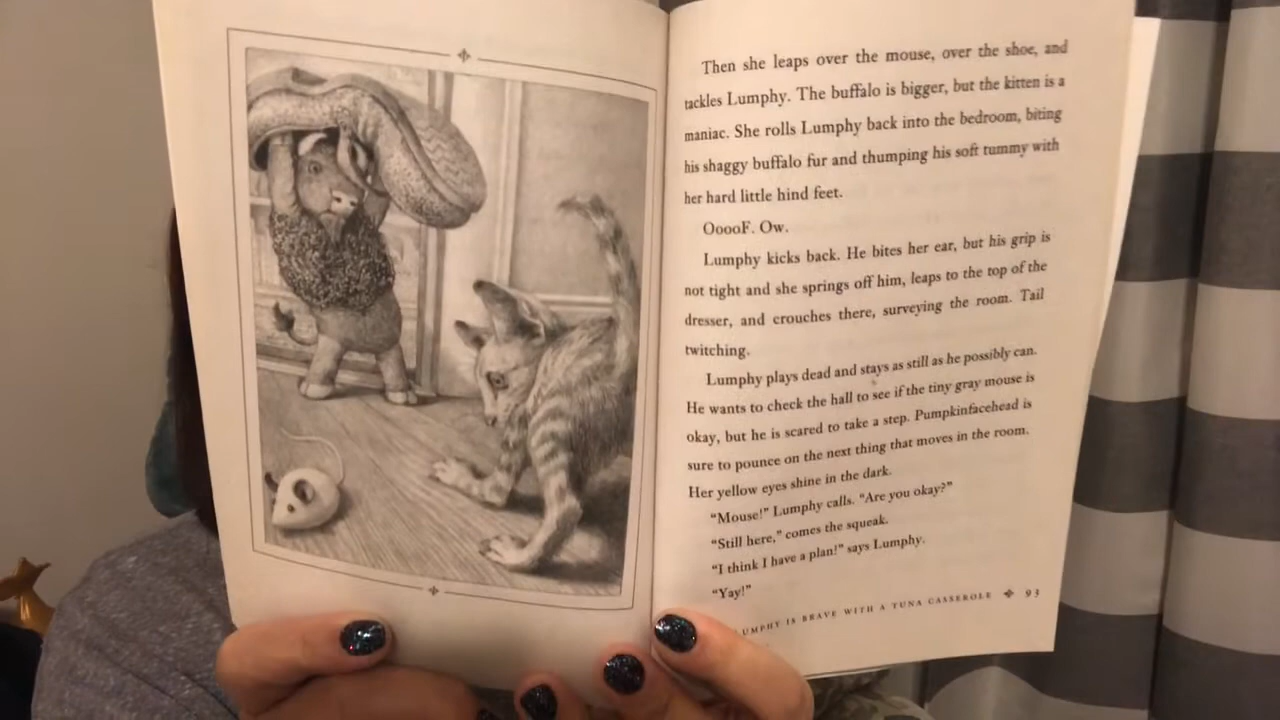 Then she leaps over the mouse, over the shoe, and
tackles Lumphy. The buffalo is bigger, but the kitten is a
maniac. She rolls Lumphy back into the bedroom, biting
his shaggy buffalo fur and thumping his soft tummy with
her hard little hind feet.
OoooF. Ow.
Lumphy kicks back. He bites her ear, but his grip is
not tight and she springs off him, leaps to the top of the
dresser, and crouches there, surveying the room. Tail
twitching.
Lumphy plays dead and stays as still as he possibly can.
He wants to check the hall to see if the tiny gray mouse is
okay, but he is scared to take a step. Pumpkinfacehead is
sure to pounce on the next thing that moves in the room.
Her yellow eyes shine in the dark.
“Mouse!” Lumphy calls. “Are you okay?”
“Still here,” comes the squeak.
“I think I have a plan!” says Lumphy.
“Yay!”
UMPHY IS BRAVE WITH A TUNA CASSEROLE 93